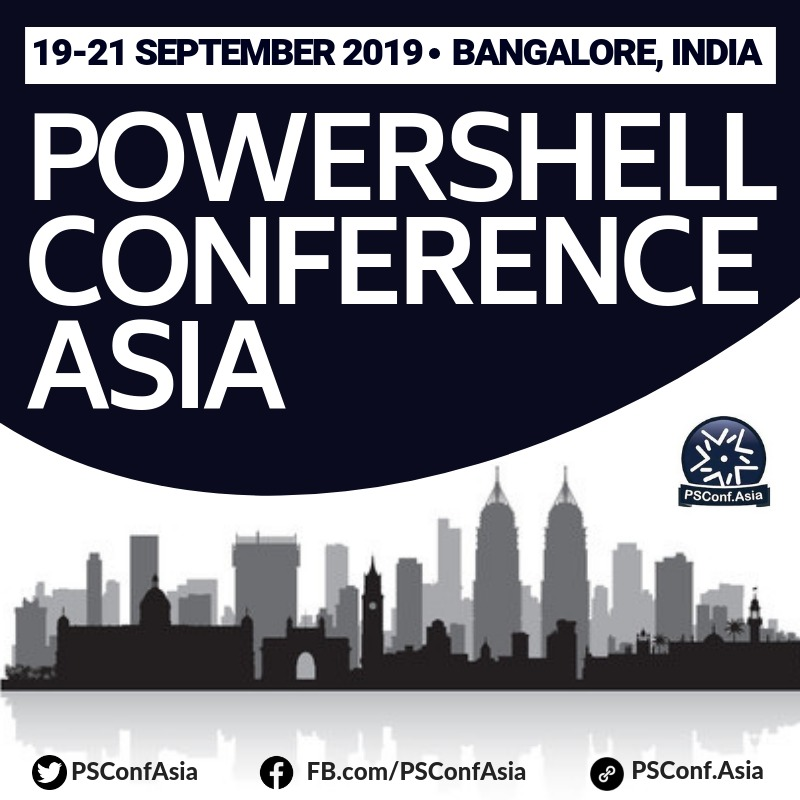 19-21 SEPTEMBER 2019• BANGALORE, INDIA
POWERSHELL
CONFERENCE
ASIA
PSConf.Asia
PSConfAsia
FB.com/PSConfAsia
PSConf.Asia